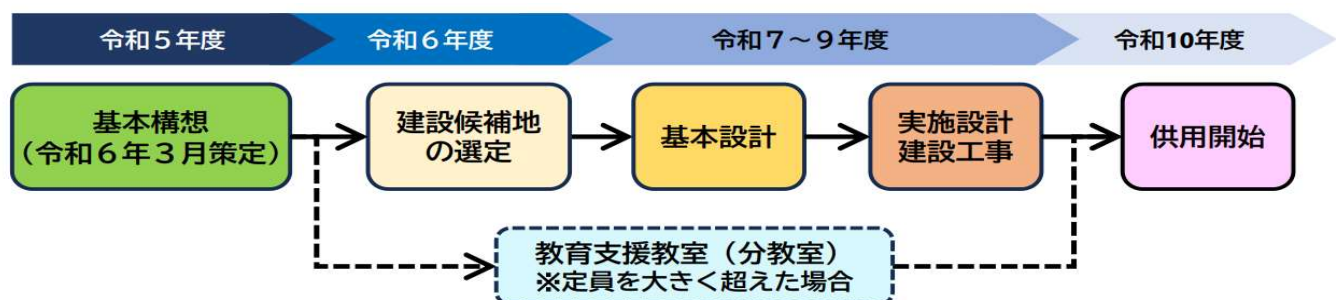 令和５年度
令和６年度
令和７～９年度
令和10年度
基本構想
（令和６年３月策定）
建設候補地
の選定
基本設計
実施設計
建設工事
供用開始
教育支援教室（分教室）
※定員を大きく超えた場合